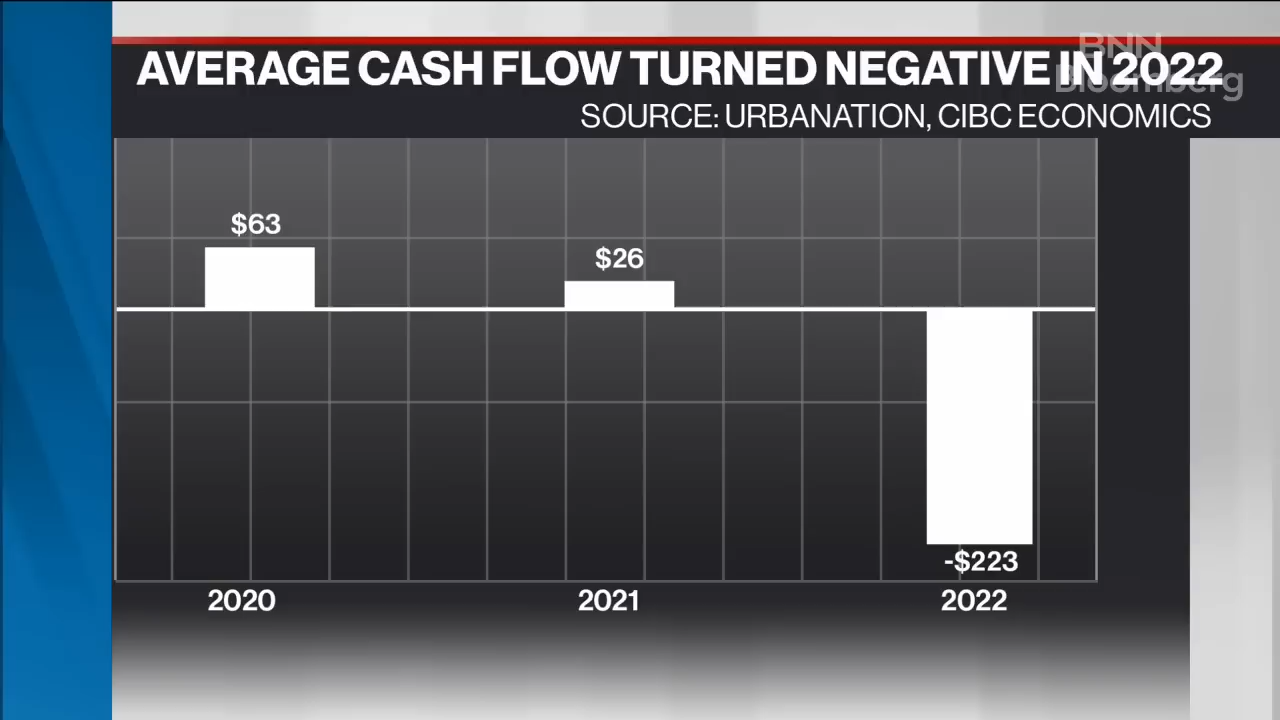 BNN
Bloomberg
AVERAGE CASH FLOW TURNED NEGATIVE IN 2022
SOURCE: URBANATION, CIBC ECONOMICS
$63
$26
-$223
2020
2021
2022